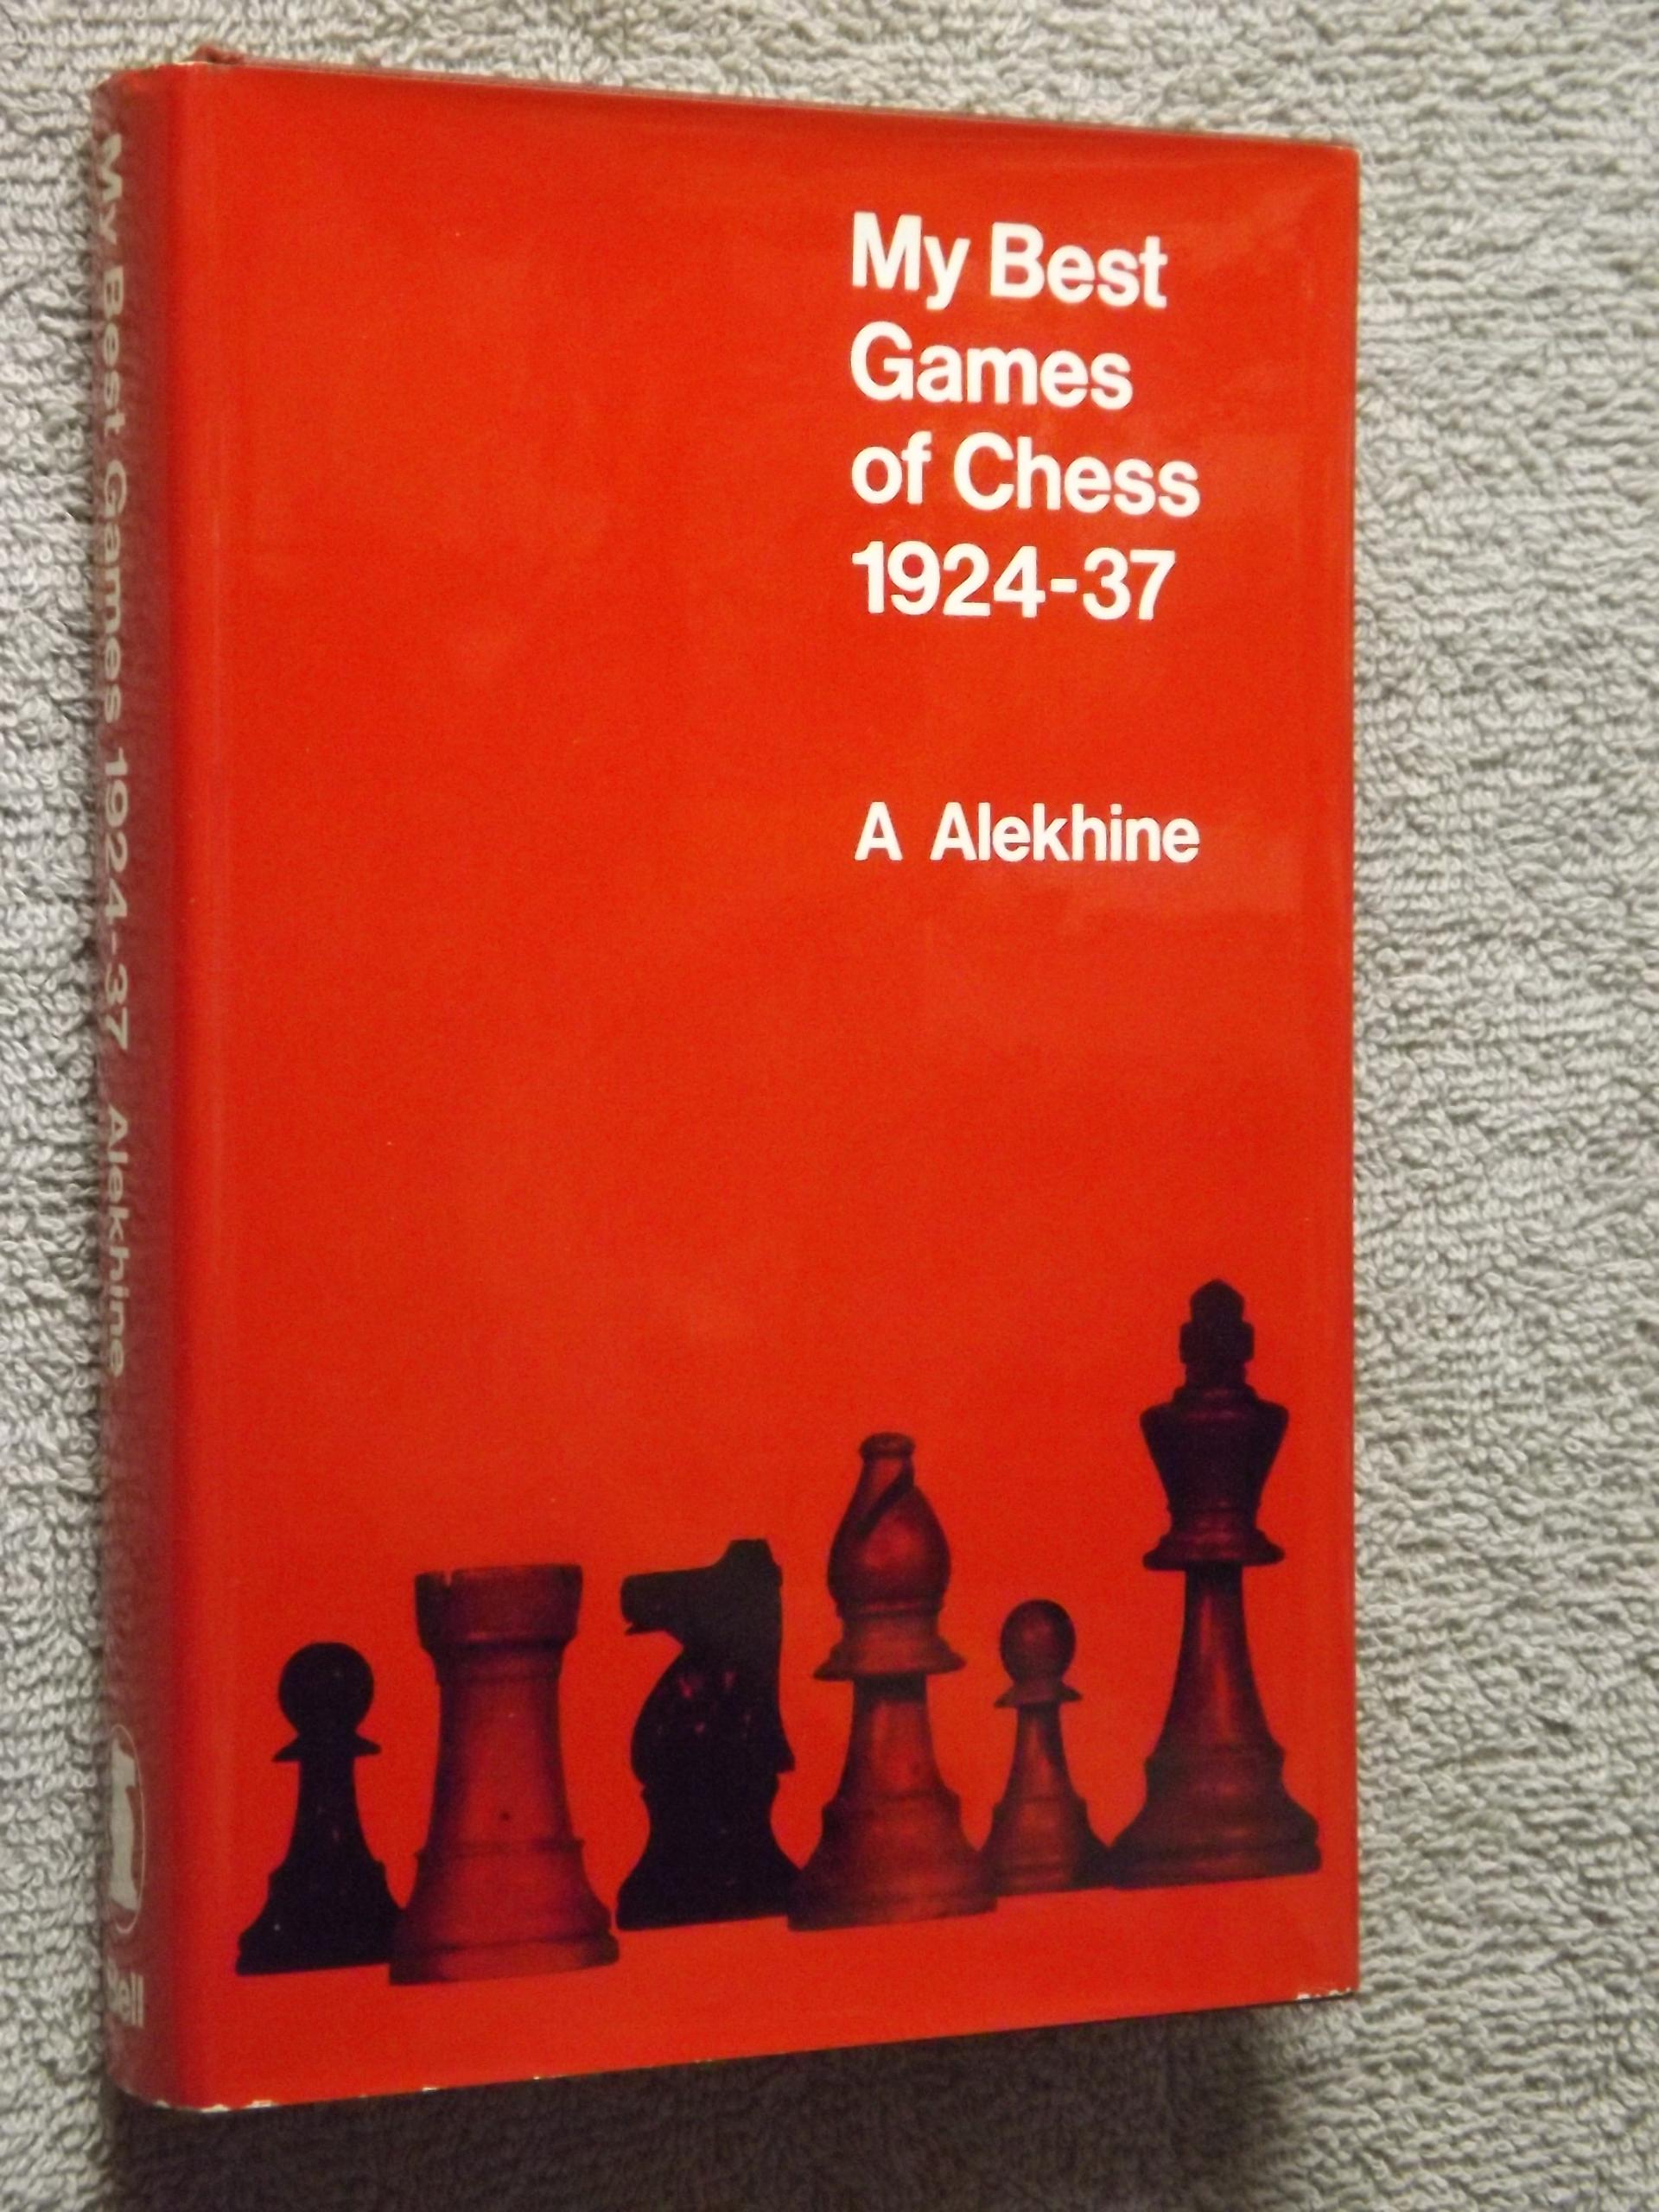 My Best
Games
of Chess
1924-37
A Alekhine
My Best Games 1924-37 Alekhine
Bell